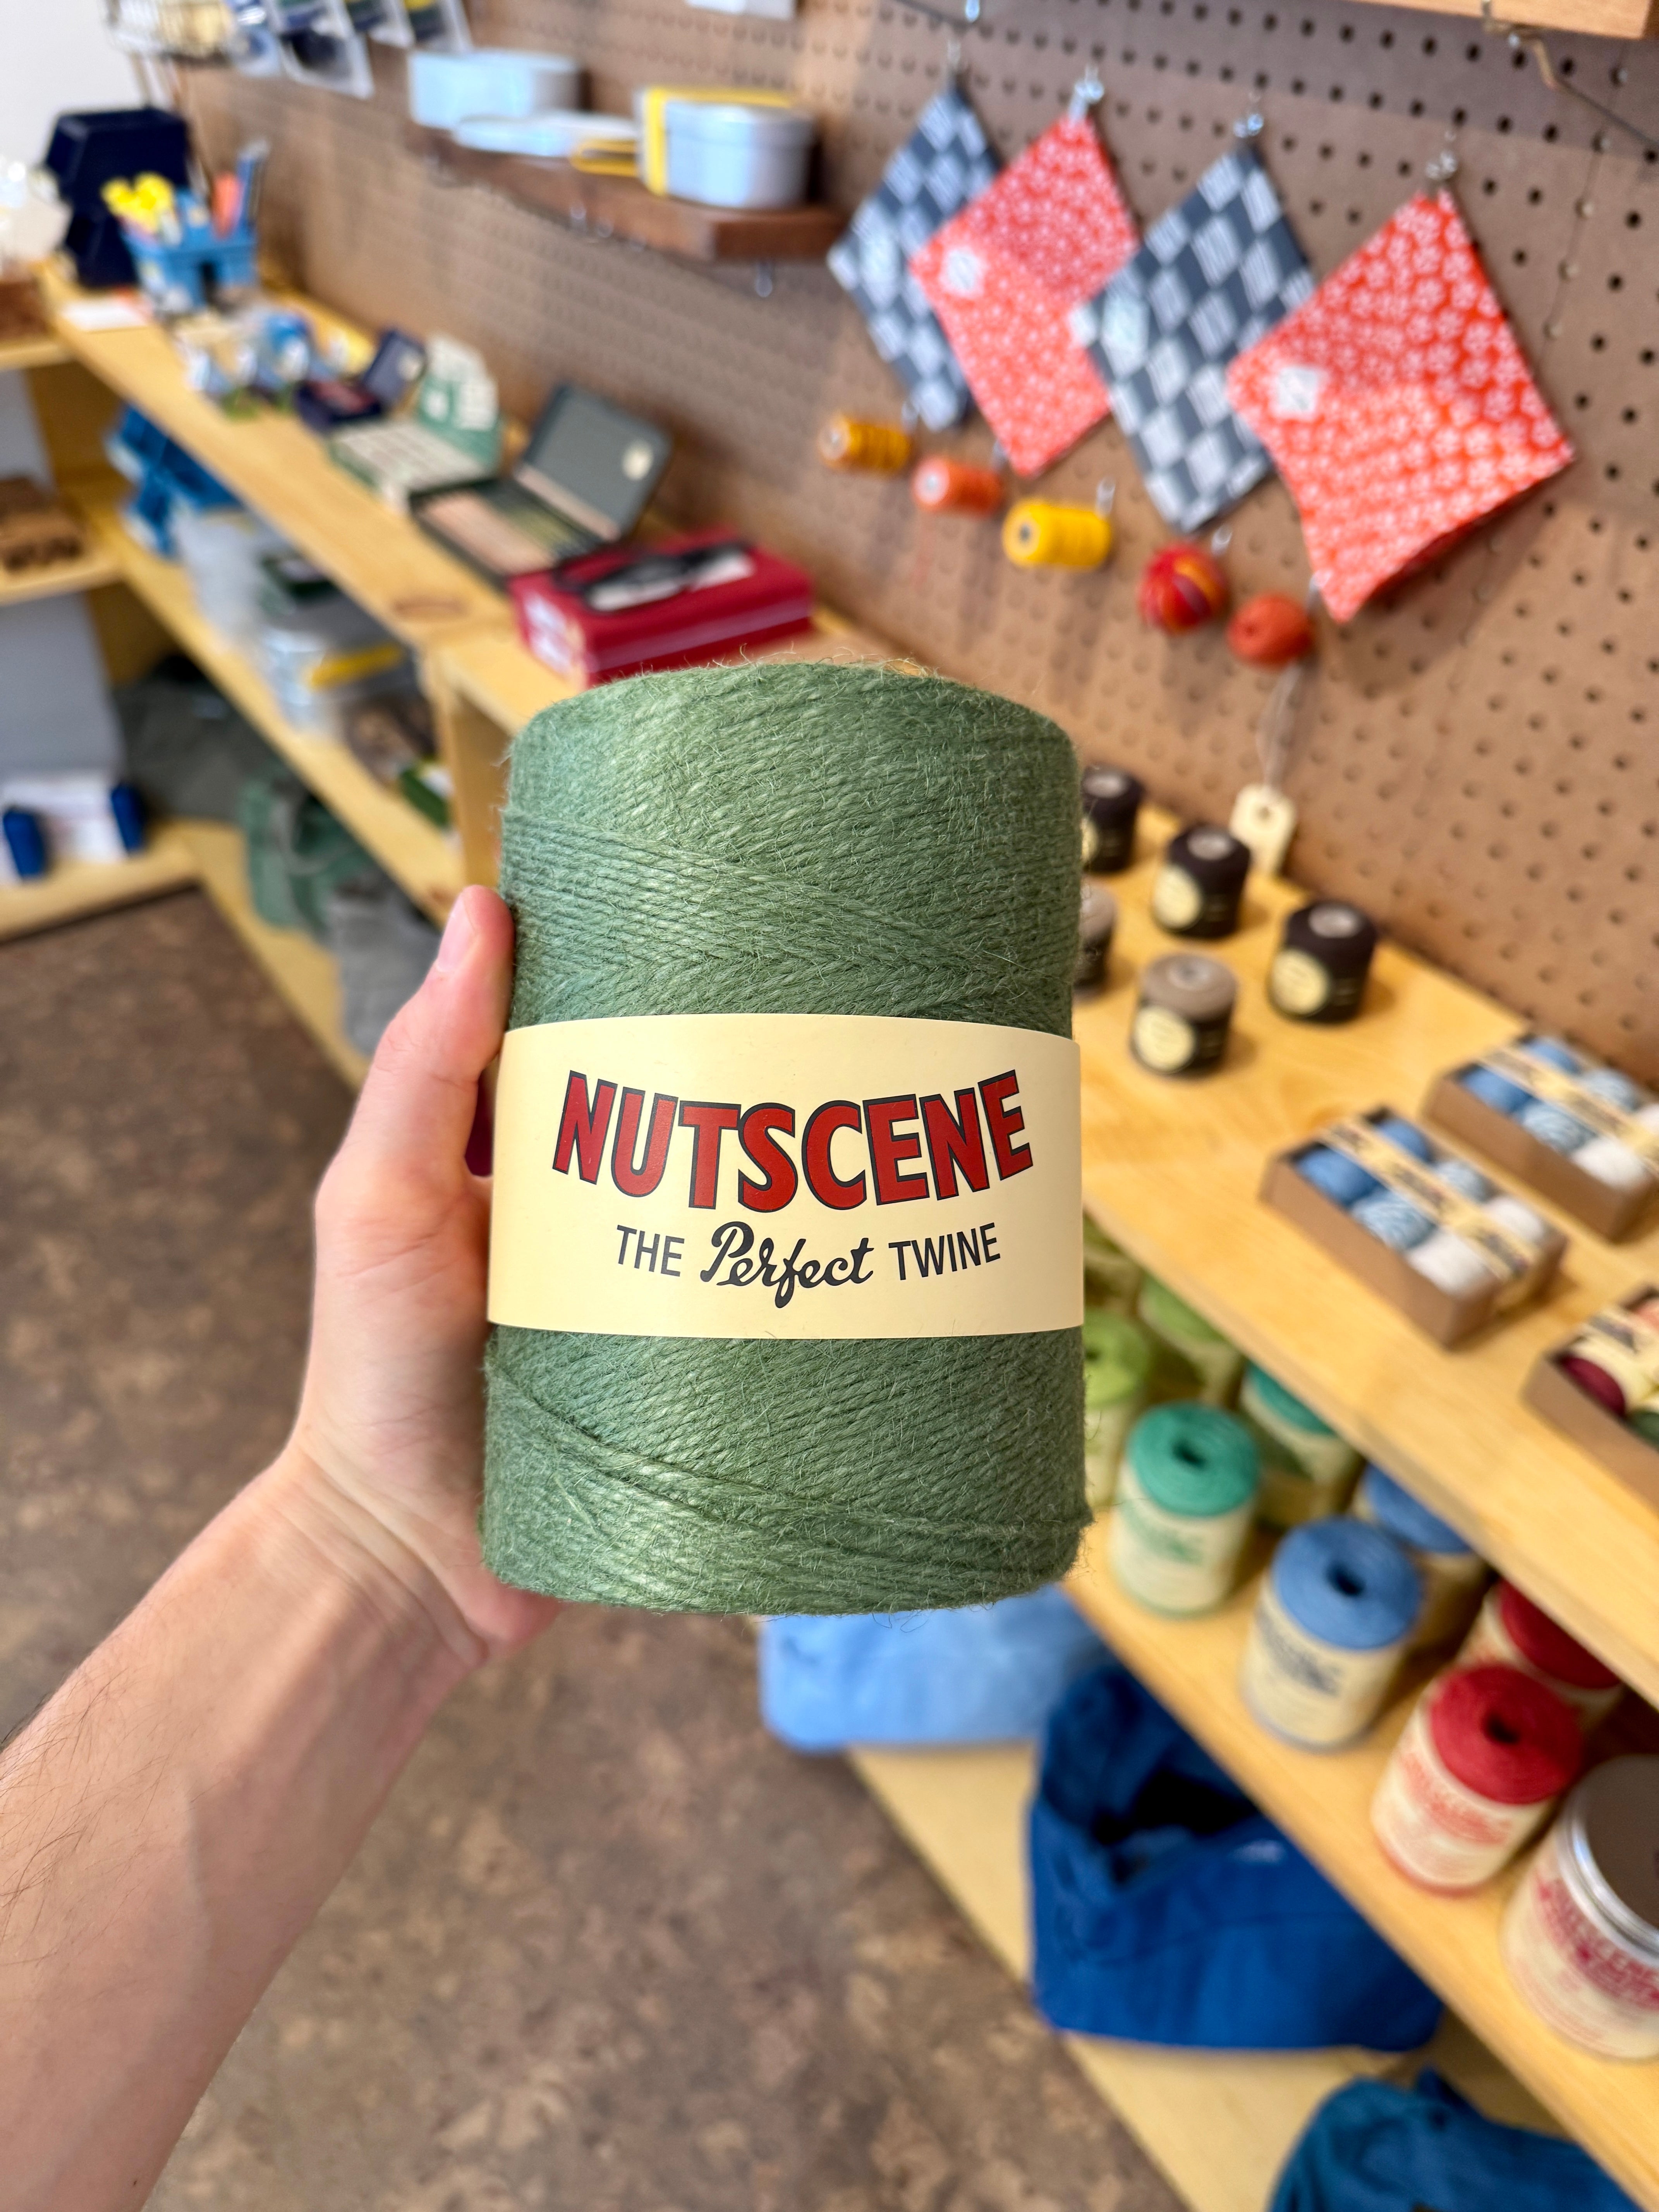 NUTSCENE
THE Perfect TWINE